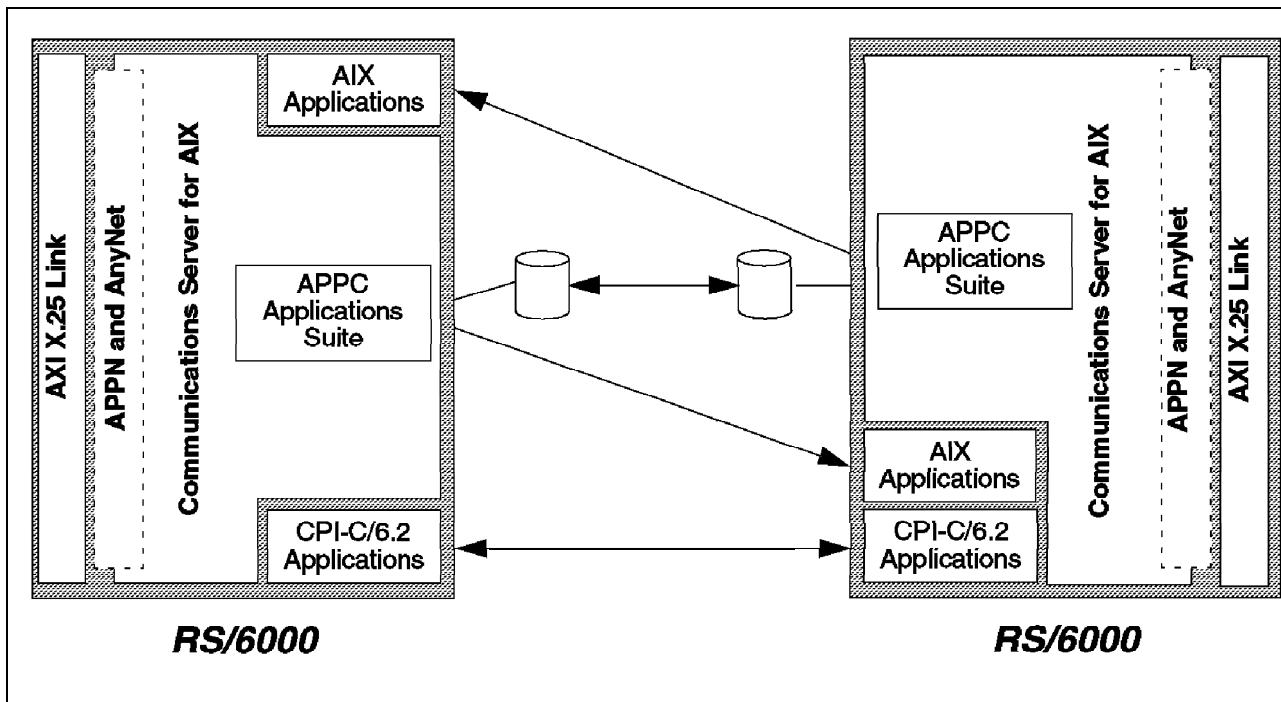 AXI X.25 Link
APPN and AnyNet
Communications Server for AIX
AIX
Applications
APPC
Applications
Suite
CPI-C/6.2
Applications
RS/6000
APPC
Applications
Suite
AIX
Applications
CPI-C/6.2
Applications
Communications Server for AIX
APPN and AnyNet
AXI X.25 Link
RS/6000